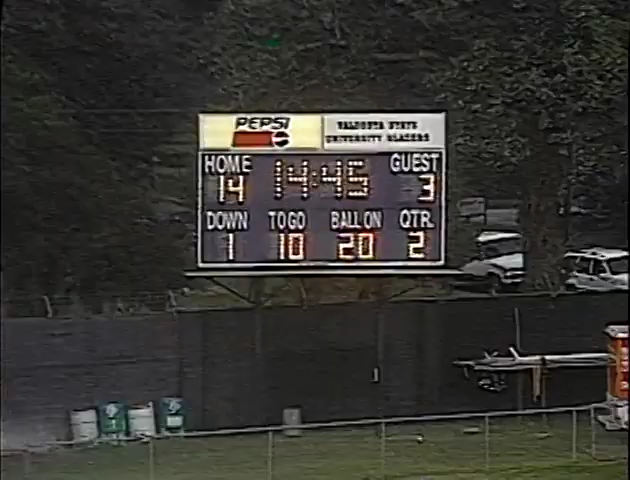 PEPSI
VALDOSTA STATE
UNIVERSITY BLAZERS
HOME 14:45 GUEST
14 3
DOWN TO GO BALL ON QTR.
1 10 20 2